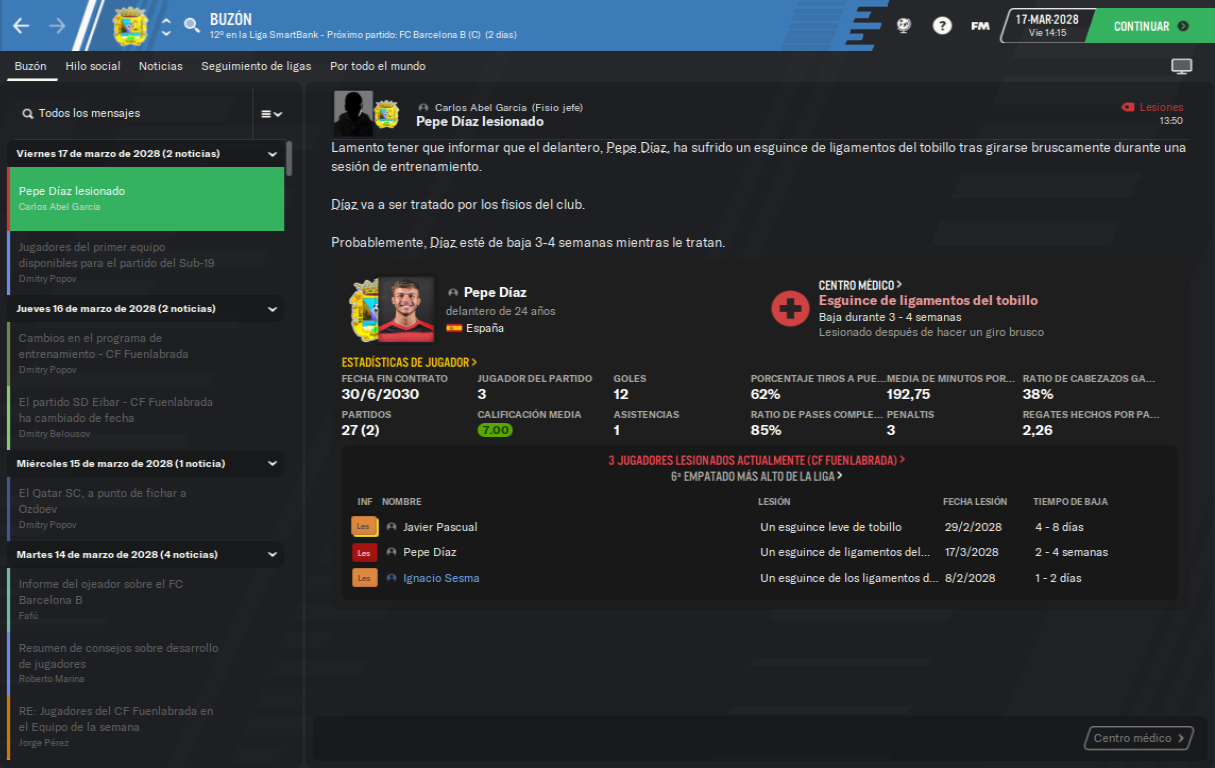 BUZÓN
12º en la Liga SmartBank - Próximo partido: FC Barcelona B (C) (2 días)
?
FM
17-MAR-2028
Vie 14:15
CONTINUAR
Buzón
Hilo social
Noticias
Seguimiento de ligas
Por todo el mundo
Todos los mensajes
Viernes 17 de marzo de 2028 (2 noticias)
Pepe Díaz lesionado
Carlos Abel García
Jugadores del primer equipo
disponibles para el partido del Sub-19
Dmitry Popov
Jueves 16 de marzo de 2028 (2 noticias)
Cambios en el programa de
entrenamiento - CF Fuenlabrada
Dmitry Popov
El partido SD Eibar - CF Fuenlabrada
ha cambiado de fecha
Dmitry Belousov
Miércoles 15 de marzo de 2028 (1 noticia)
El Qatar SC, a punto de fichar a
Ozdoev
Dmitry Popov
Martes 14 de marzo de 2028 (4 noticias)
Informe del ojeador sobre el FC
Barcelona B
Fafú
Resumen de consejos sobre desarrollo
de jugadores
Roberto Marina
RE: Jugadores del CF Fuenlabrada en
el Equipo de la semana
Jorge Pérez
Carlos Abel García (Fisio jefe)
Pepe Díaz lesionado
Lesiones
13:50
Lamento tener que informar que el delantero, Pepe Díaz, ha sufrido un esguince de ligamentos del tobillo tras girarse bruscamente durante una
sesión de entrenamiento.
Díaz va a ser tratado por los fisios del club.
Probablemente, Díaz esté de baja 3-4 semanas mientras le tratan.
Pepe Díaz
delantero de 24 años
España
CENTRO MÉDICO >
Esguince de ligamentos del tobillo
Baja durante 3 - 4 semanas
Lesionado después de hacer un giro brusco
ESTADÍSTICAS DE JUGADOR >
FECHA FIN CONTRATO JUGADOR DEL PARTIDO GOLES PORCENTAJE TIROS A PUE... MEDIA DE MINUTOS POR... RATIO DE CABEZAZOS GA...
30/6/2030 3 12 62% 192,75 38%
PARTIDOS CALIFICACIÓN MEDIA ASISTENCIAS RATIO DE PASES COMPLE... PENALTIS REGATES HECHOS POR PA...
27 (2) 7.00 1 85% 3 2,26
3 JUGADORES LESIONADOS ACTUALMENTE (CF FUENLABRADA) >
6º EMPATADO MÁS ALTO DE LA LIGA >
INF NOMBRE LESIÓN FECHA LESIÓN TIEMPO DE BAJA
Les Javier Pascual Un esguince leve de tobillo 29/2/2028 4 - 8 días
Les Pepe Díaz Un esguince de ligamentos del... 17/3/2028 2 - 4 semanas
Les Ignacio Sesma Un esguince de los ligamentos d... 8/2/2028 1 - 2 días
Centro médico >